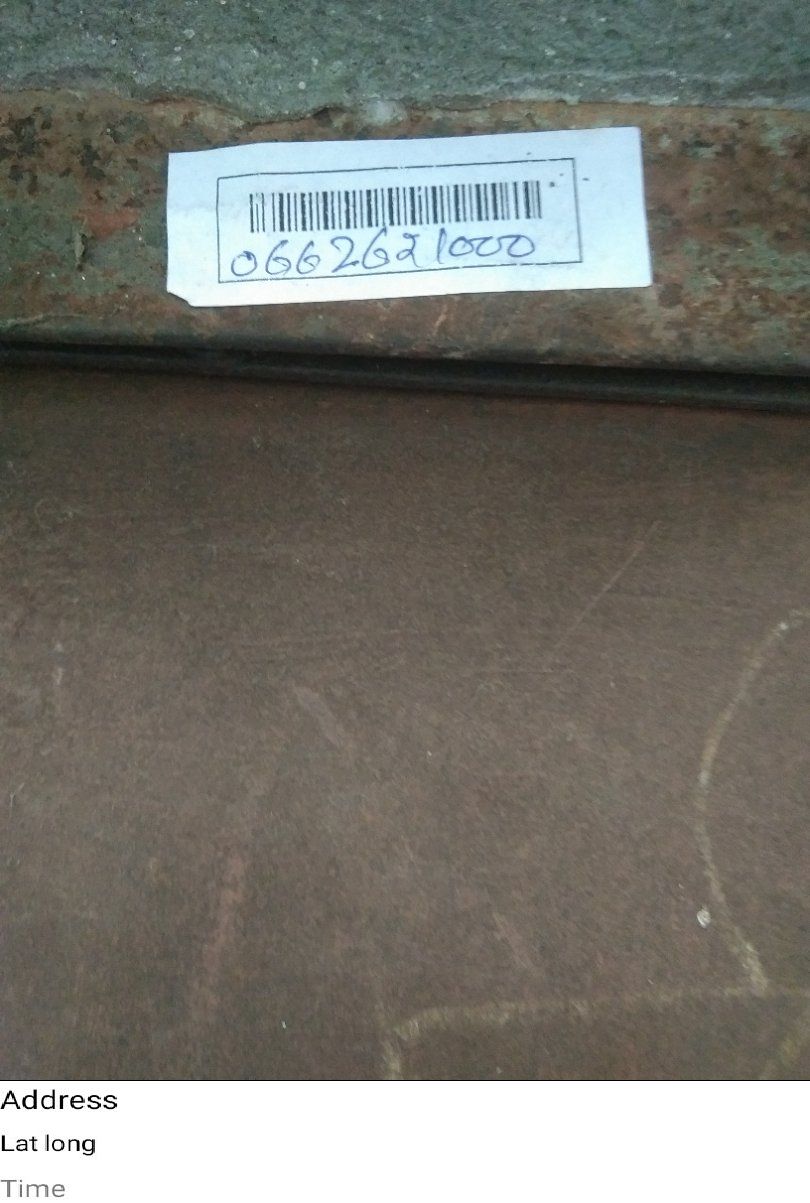 0662621000
Address
Lat long
Time